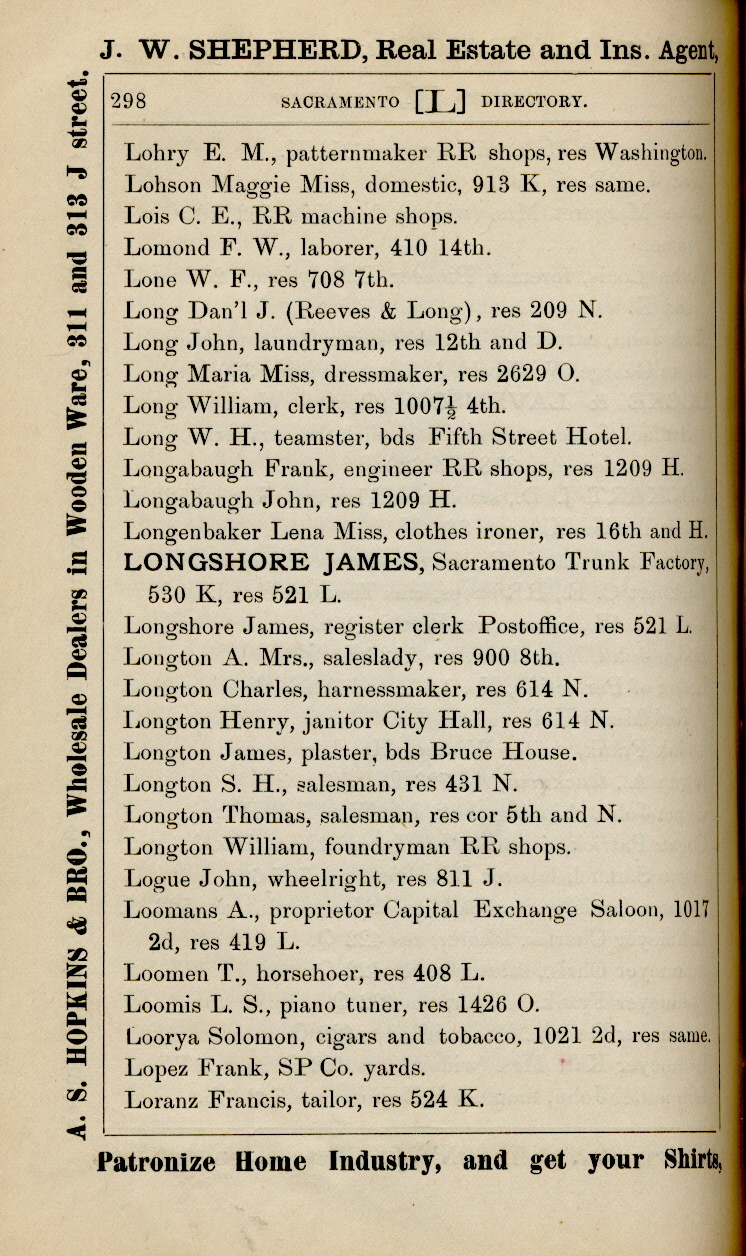 J. W. SHEPHERD, Real Estate and Ins. Agent,
298 SACRAMENTO [L] DIRECTORY.
Lohry E. M., patternmaker RR shops, res Washington.
Lohson Maggie Miss, domestic, 913 K, res same.
Lois C. E., RR machine shops.
Lomond F. W., laborer, 410 14th.
Lone W. F., res 708 7th.
Long Dan'l J. (Reeves & Long), res 209 N.
Long John, laundryman, res 12th and D.
Long Maria Miss, dressmaker, res 2629 O.
Long William, clerk, res 1007½ 4th.
Long W. H., teamster, bds Fifth Street Hotel.
Longabaugh Frank, engineer RR shops, res 1209 H.
Longabaugh John, res 1209 H.
Longenbaker Lena Miss, clothes ironer, res 16th and H.
LONGSHORE JAMES, Sacramento Trunk Factory,
530 K, res 521 L.
Longshore James, register clerk Postoffice, res 521 L.
Longton A. Mrs., saleslady, res 900 8th.
Longton Charles, harnessmaker, res 614 N.
Longton Henry, janitor City Hall, res 614 N.
Longton James, plaster, bds Bruce House.
Longton S. H., salesman, res 431 N.
Longton Thomas, salesman, res cor 5th and N.
Longton William, foundryman RR shops.
Logue John, wheelright, res 811 J.
Loomans A., proprietor Capital Exchange Saloon, 1017
2d, res 419 L.
Loomen T., horsehoer, res 408 L.
Loomis L. S., piano tuner, res 1426 O.
Loorya Solomon, cigars and tobacco, 1021 2d, res same.
Lopez Frank, SP Co. yards.
Loranz Francis, tailor, res 524 K.
Patronize Home Industry, and get your Shirts,
A. S. HOPKINS & BRO., Wholesale Dealers in Wooden Ware, 311 and 313 J street.